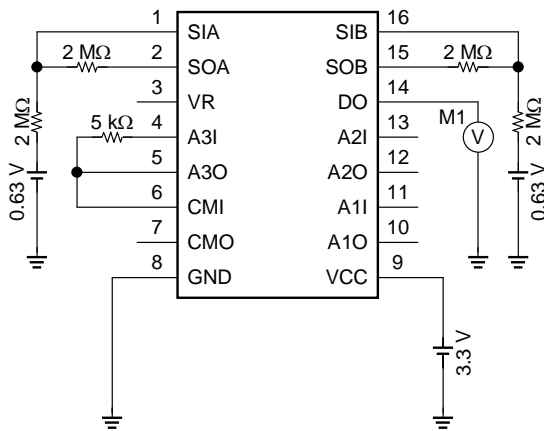 1 SIA SIB 16
2 MΩ 2 SOA SOB 15 2 MΩ
3 VR DO 14
M1
V
5 kΩ 4 A3I A2I 13
5 A3O A2O 12
6 CMI A1I 11
7 CMO A1O 10
8 GND VCC 9
2 MΩ
0.63 V
2 MΩ
0.63 V
3.3 V